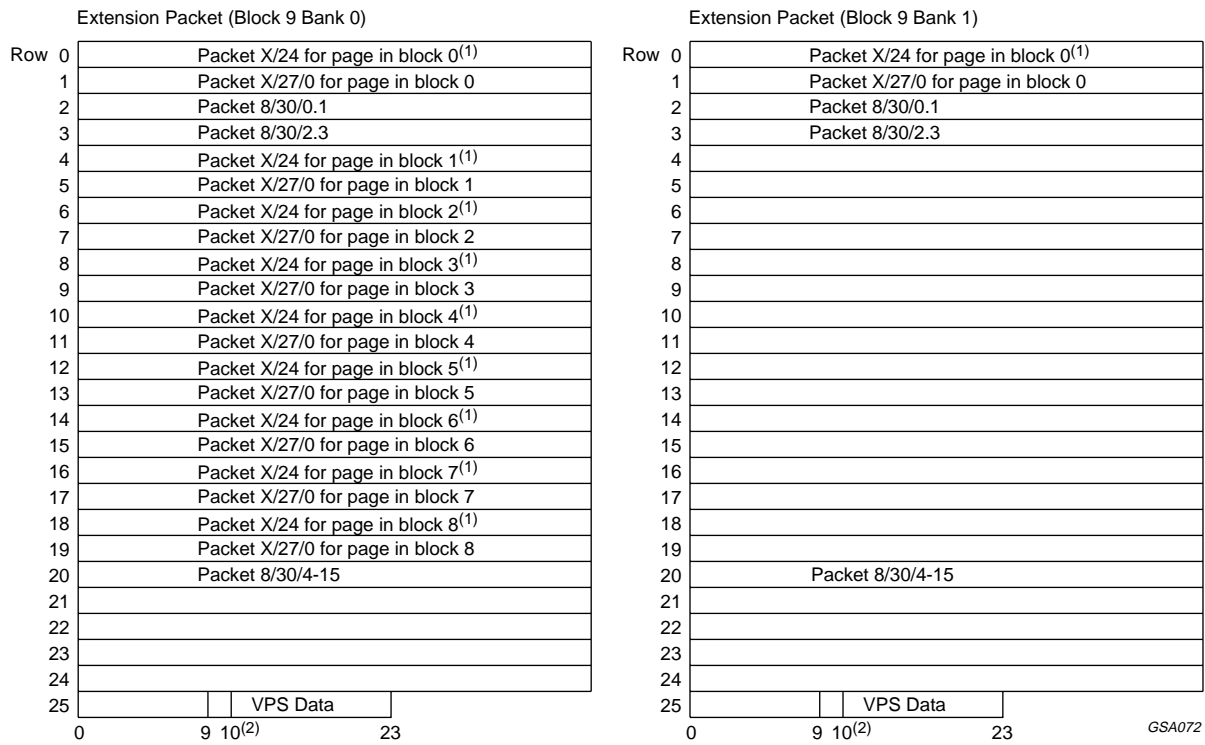 Extension Packet (Block 9 Bank 0)
Row 0 Packet X/24 for page in block 0(1)
1 Packet X/27/0 for page in block 0
2 Packet 8/30/0.1
3 Packet 8/30/2.3
4 Packet X/24 for page in block 1(1)
5 Packet X/27/0 for page in block 1
6 Packet X/24 for page in block 2(1)
7 Packet X/27/0 for page in block 2
8 Packet X/24 for page in block 3(1)
9 Packet X/27/0 for page in block 3
10 Packet X/24 for page in block 4(1)
11 Packet X/27/0 for page in block 4
12 Packet X/24 for page in block 5(1)
13 Packet X/27/0 for page in block 5
14 Packet X/24 for page in block 6(1)
15 Packet X/27/0 for page in block 6
16 Packet X/24 for page in block 7(1)
17 Packet X/27/0 for page in block 7
18 Packet X/24 for page in block 8(1)
19 Packet X/27/0 for page in block 8
20 Packet 8/30/4-15
21
22
23
24
25 VPS Data
0 9 10(2) 23
Extension Packet (Block 9 Bank 1)
Row 0 Packet X/24 for page in block 0(1)
1 Packet X/27/0 for page in block 0
2 Packet 8/30/0.1
3 Packet 8/30/2.3
4
5
6
7
8
9
10
11
12
13
14
15
16
17
18
19
20 Packet 8/30/4-15
21
22
23
24
25 VPS Data
0 9 10(2) 23
GSA072